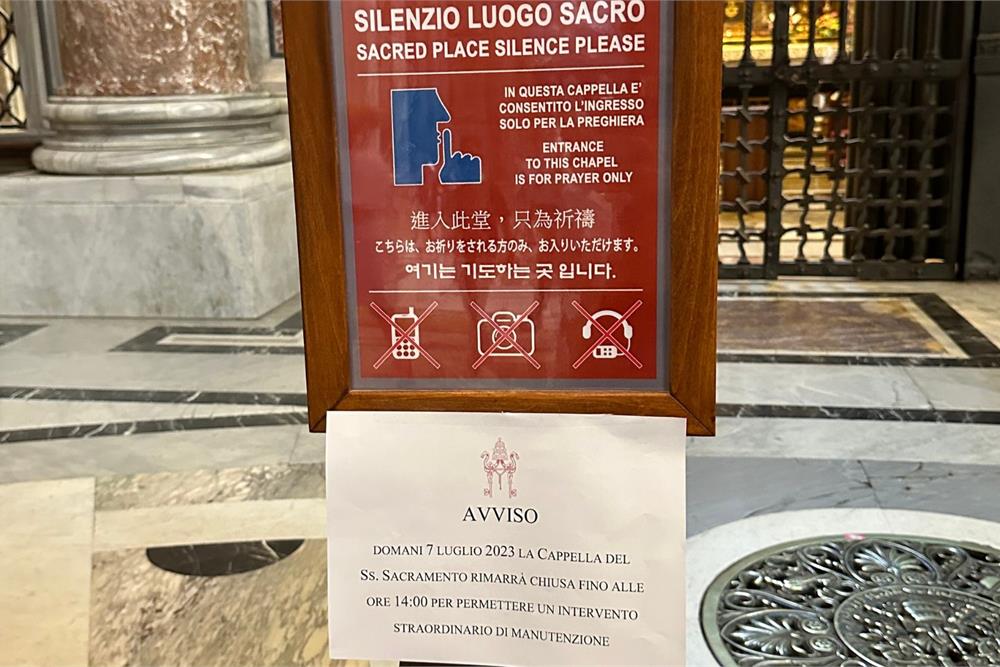 SILENZIO LUOGO SACRO
SACRED PLACE SILENCE PLEASE
IN QUESTA CAPPELLA E'
CONSENTITO L'INGRESSO
SOLO PER LA PREGHIERA
ENTRANCE
TO THIS CHAPEL
IS FOR PRAYER ONLY
進入此堂，只為祈禱
こちらは、お祈りをされる方のみ、お入りいただけます。
여기는 기도하는 곳 입니다.
AVVISO
DOMANI 7 LUGLIO 2023 LA CAPPELLA DEL
SS. SACRAMENTO RIMARRÀ CHIUSA FINO ALLE
ORE 14:00 PER PERMETTERE UN INTERVENTO
STRAORDINARIO DI MANUTENZIONE